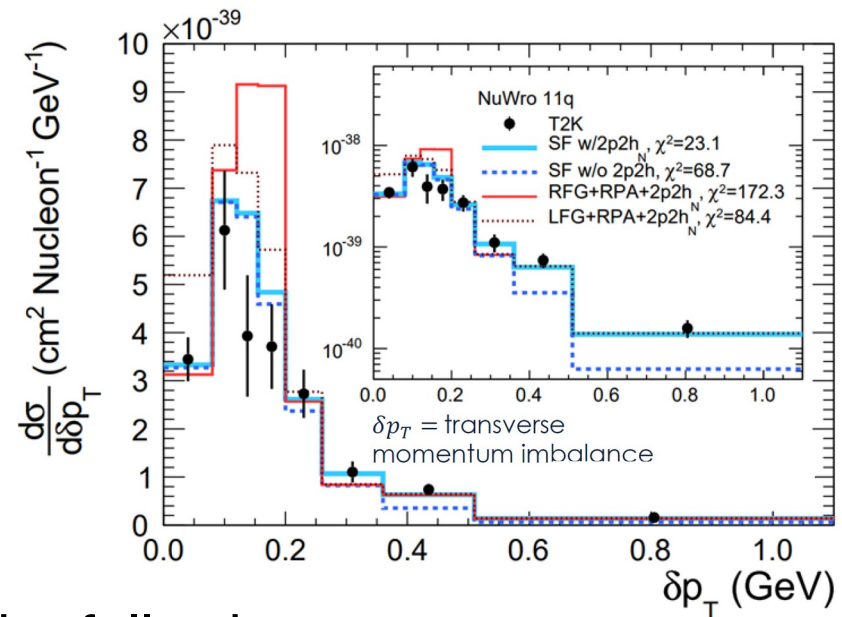 ×10⁻³⁹
dσ/dδp_T (cm² Nucleon⁻¹ GeV⁻¹)
10
9
8
7
6
5
4
3
2
1
0
0.0 0.2 0.4 0.6 0.8 1.0
δp_T (GeV)
NuWro 11q
T2K
SF w/2p2h_N, χ²=23.1
SF w/o 2p2h, χ²=68.7
RFG+RPA+2p2h_N, χ²=172.3
LFG+RPA+2p2h_N, χ²=84.4
10⁻³⁸
10⁻³⁹
10⁻⁴⁰
0.0 0.2 0.4 0.6 0.8 1.0
δp_T = transverse
momentum imbalance